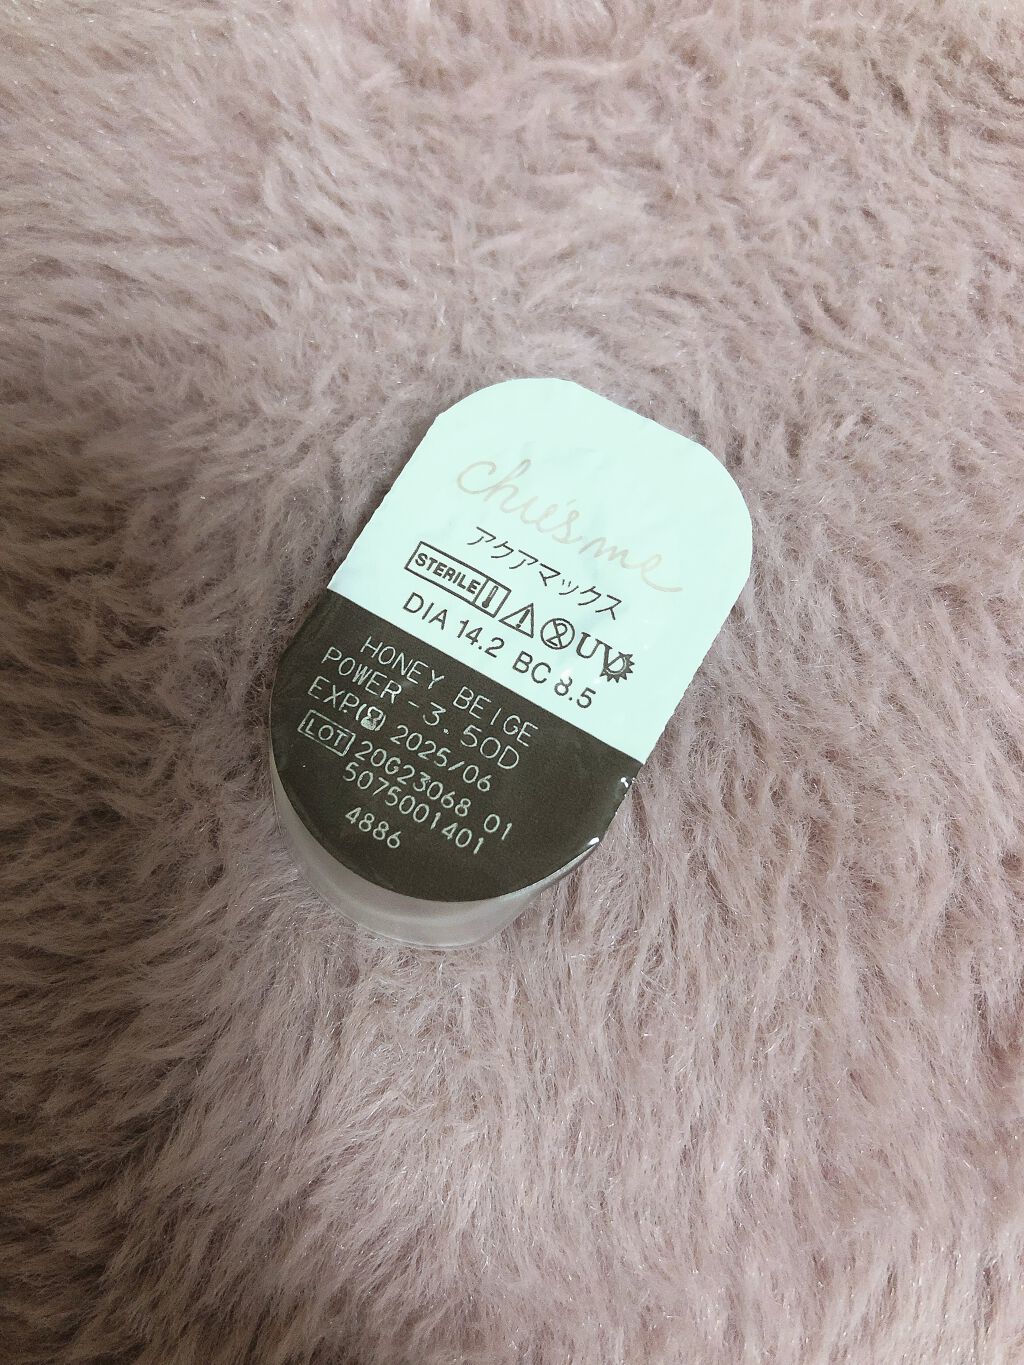 chu's me
アクアマックス
STERILE UV
DIA 14.2 BC 8.5
HONEY BEIGE
POWER -3.50D
EXP 2025/06
LOT 20G23068 01
5075001401
4886